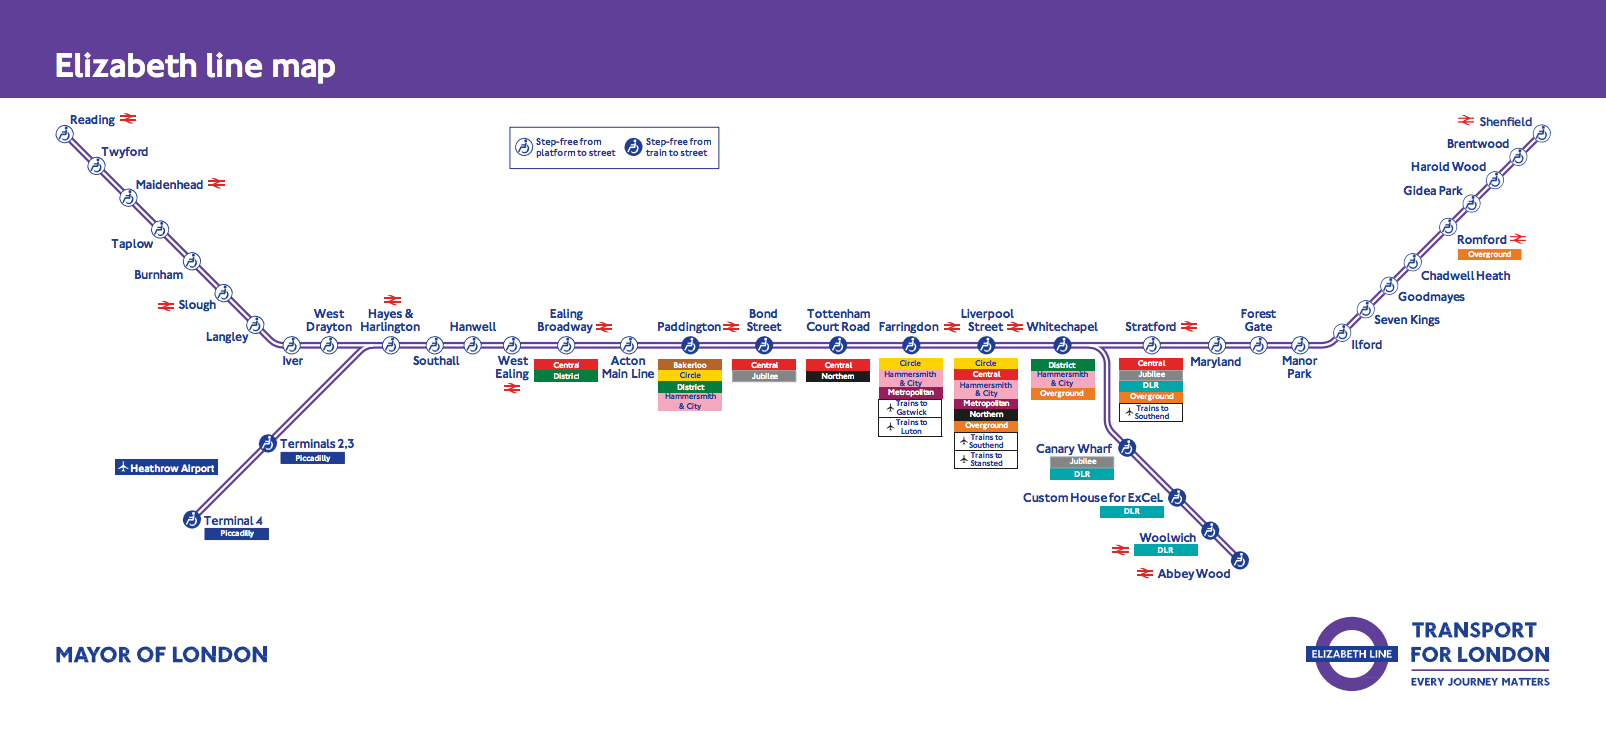 Elizabeth line map
Step-free from
platform to street
Step-free from
train to street
Reading
Twyford
Maidenhead
Taplow
Burnham
Slough
Langley
Iver
West
Drayton
Hayes &
Harlington
Southall
Hanwell
West
Ealing
Ealing
Broadway
Central
District
Acton
Main Line
Paddington
Bakerloo
Circle
District
Hammersmith
& City
Bond
Street
Central
Jubilee
Tottenham
Court Road
Central
Northern
Farringdon
Circle
Hammersmith
& City
Metropolitan
Trains to
Gatwick
Trains to
Luton
Liverpool
Street
Circle
Central
Hammersmith
& City
Metropolitan
Northern
Overground
Trains to
Southend
Trains to
Stansted
Whitechapel
District
Hammersmith
& City
Overground
Stratford
Central
Jubilee
DLR
Overground
Trains to
Southend
Maryland
Forest
Gate
Manor
Park
Ilford
Seven Kings
Goodmayes
Chadwell Heath
Romford
Overground
Gidea Park
Harold Wood
Brentwood
Shenfield
Heathrow Airport
Terminals 2,3
Piccadilly
Terminal 4
Piccadilly
Canary Wharf
Jubilee
DLR
Custom House for ExCeL
DLR
Woolwich
DLR
Abbey Wood
MAYOR OF LONDON
ELIZABETH LINE
TRANSPORT
FOR LONDON
EVERY JOURNEY MATTERS